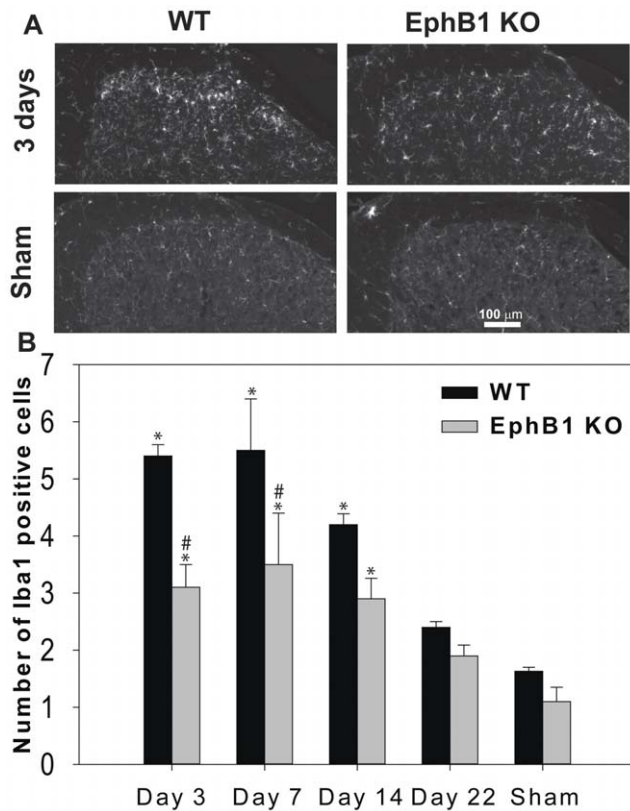 A
WT
EphB1 KO
3 days
Sham
100 μm
B
Number of Iba1 positive cells
7
6
5
4
3
2
1
0
WT
EphB1 KO
*
#
*
*
#
*
*
*
Day 3 Day 7 Day 14 Day 22 Sham